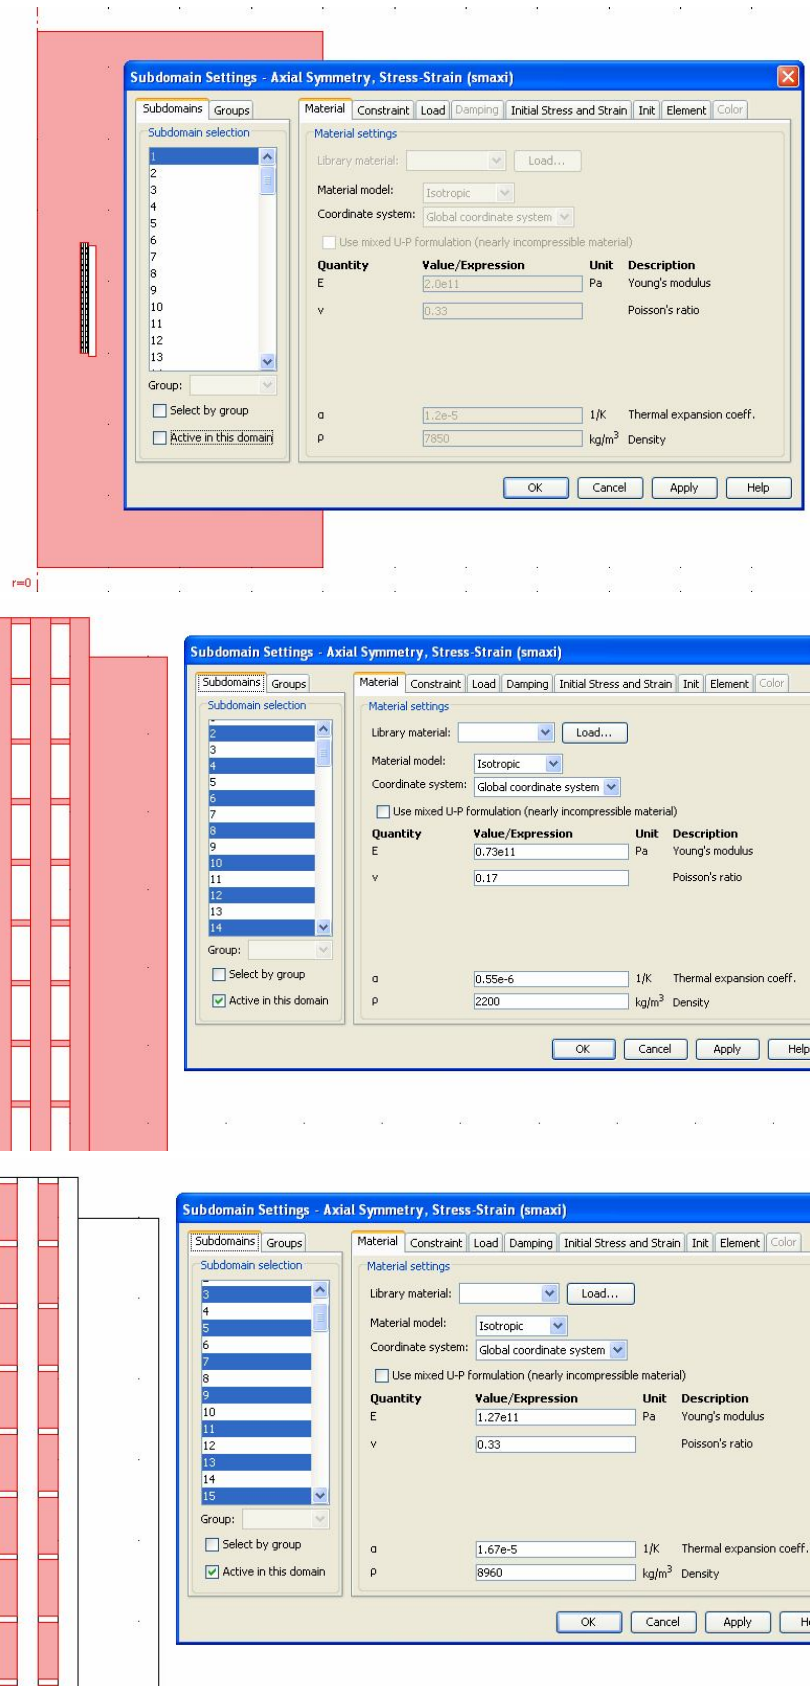 Subdomain Settings - Axial Symmetry, Stress-Strain (smaxi)
Subdomains Groups
Material Constraint Load Damping Initial Stress and Strain Init Element Color
Subdomain selection
1
2
3
4
5
6
7
8
9
10
11
12
13
Group:
Select by group
Active in this domain
Material settings
Library material: Load...
Material model: Isotropic
Coordinate system: Global coordinate system
Use mixed U-P formulation (nearly incompressible material)
Quantity Value/Expression Unit Description
E 2.0e11 Pa Young's modulus
ν 0.33 Poisson's ratio
α 1.2e-5 1/K Thermal expansion coeff.
ρ 7850 kg/m³ Density
OK Cancel Apply Help
r=0
Subdomain Settings - Axial Symmetry, Stress-Strain (smaxi)
Subdomains Groups
Material Constraint Load Damping Initial Stress and Strain Init Element Color
Subdomain selection
2
3
4
5
6
7
8
9
10
11
12
13
14
Group:
Select by group
Active in this domain
Material settings
Library material: Load...
Material model: Isotropic
Coordinate system: Global coordinate system
Use mixed U-P formulation (nearly incompressible material)
Quantity Value/Expression Unit Description
E 0.73e11 Pa Young's modulus
ν 0.17 Poisson's ratio
α 0.55e-6 1/K Thermal expansion coeff.
ρ 2200 kg/m³ Density
OK Cancel Apply Help
Subdomain Settings - Axial Symmetry, Stress-Strain (smaxi)
Subdomains Groups
Material Constraint Load Damping Initial Stress and Strain Init Element Color
Subdomain selection
3
4
5
6
7
8
9
10
11
12
13
14
15
Group:
Select by group
Active in this domain
Material settings
Library material: Load...
Material model: Isotropic
Coordinate system: Global coordinate system
Use mixed U-P formulation (nearly incompressible material)
Quantity Value/Expression Unit Description
E 1.27e11 Pa Young's modulus
ν 0.33 Poisson's ratio
α 1.67e-5 1/K Thermal expansion coeff.
ρ 8960 kg/m³ Density
OK Cancel Apply